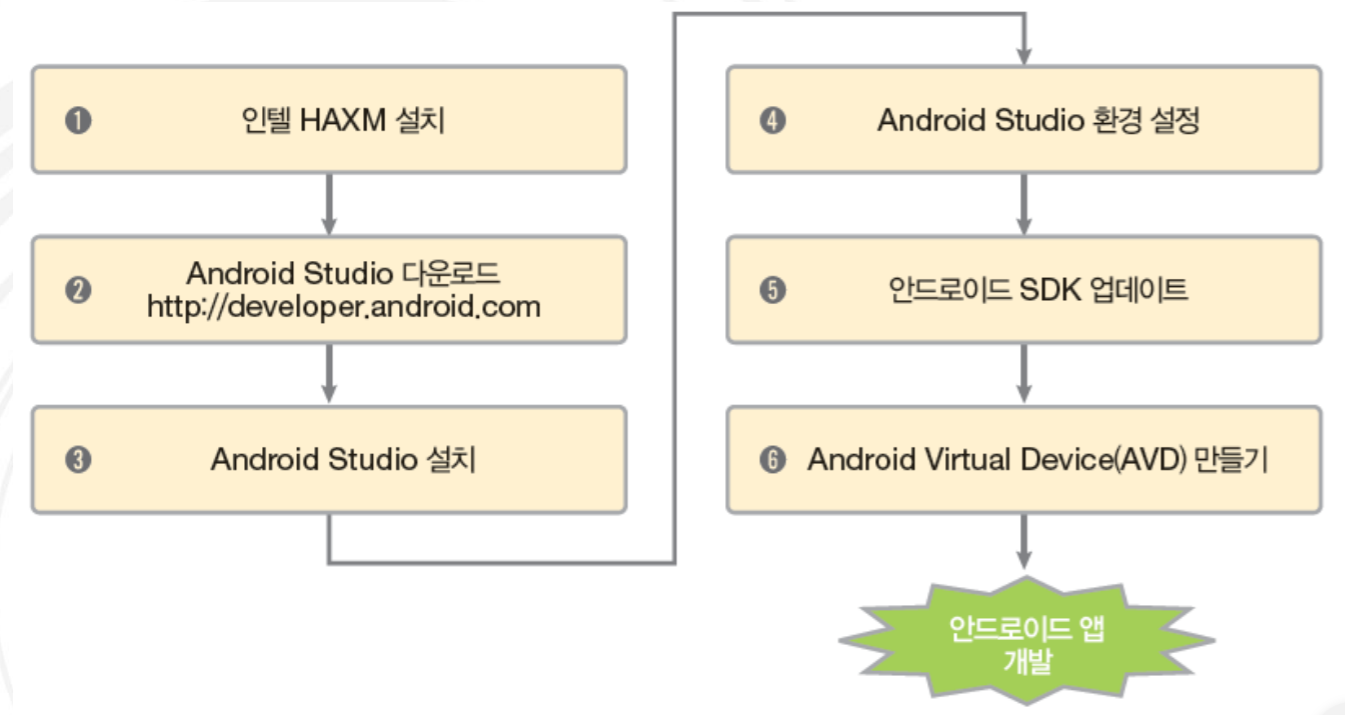 ❶ 인텔 HAXM 설치
❷ Android Studio 다운로드
http://developer.android.com
❸ Android Studio 설치
❹ Android Studio 환경 설정
❺ 안드로이드 SDK 업데이트
❻ Android Virtual Device(AVD) 만들기
안드로이드 앱
개발